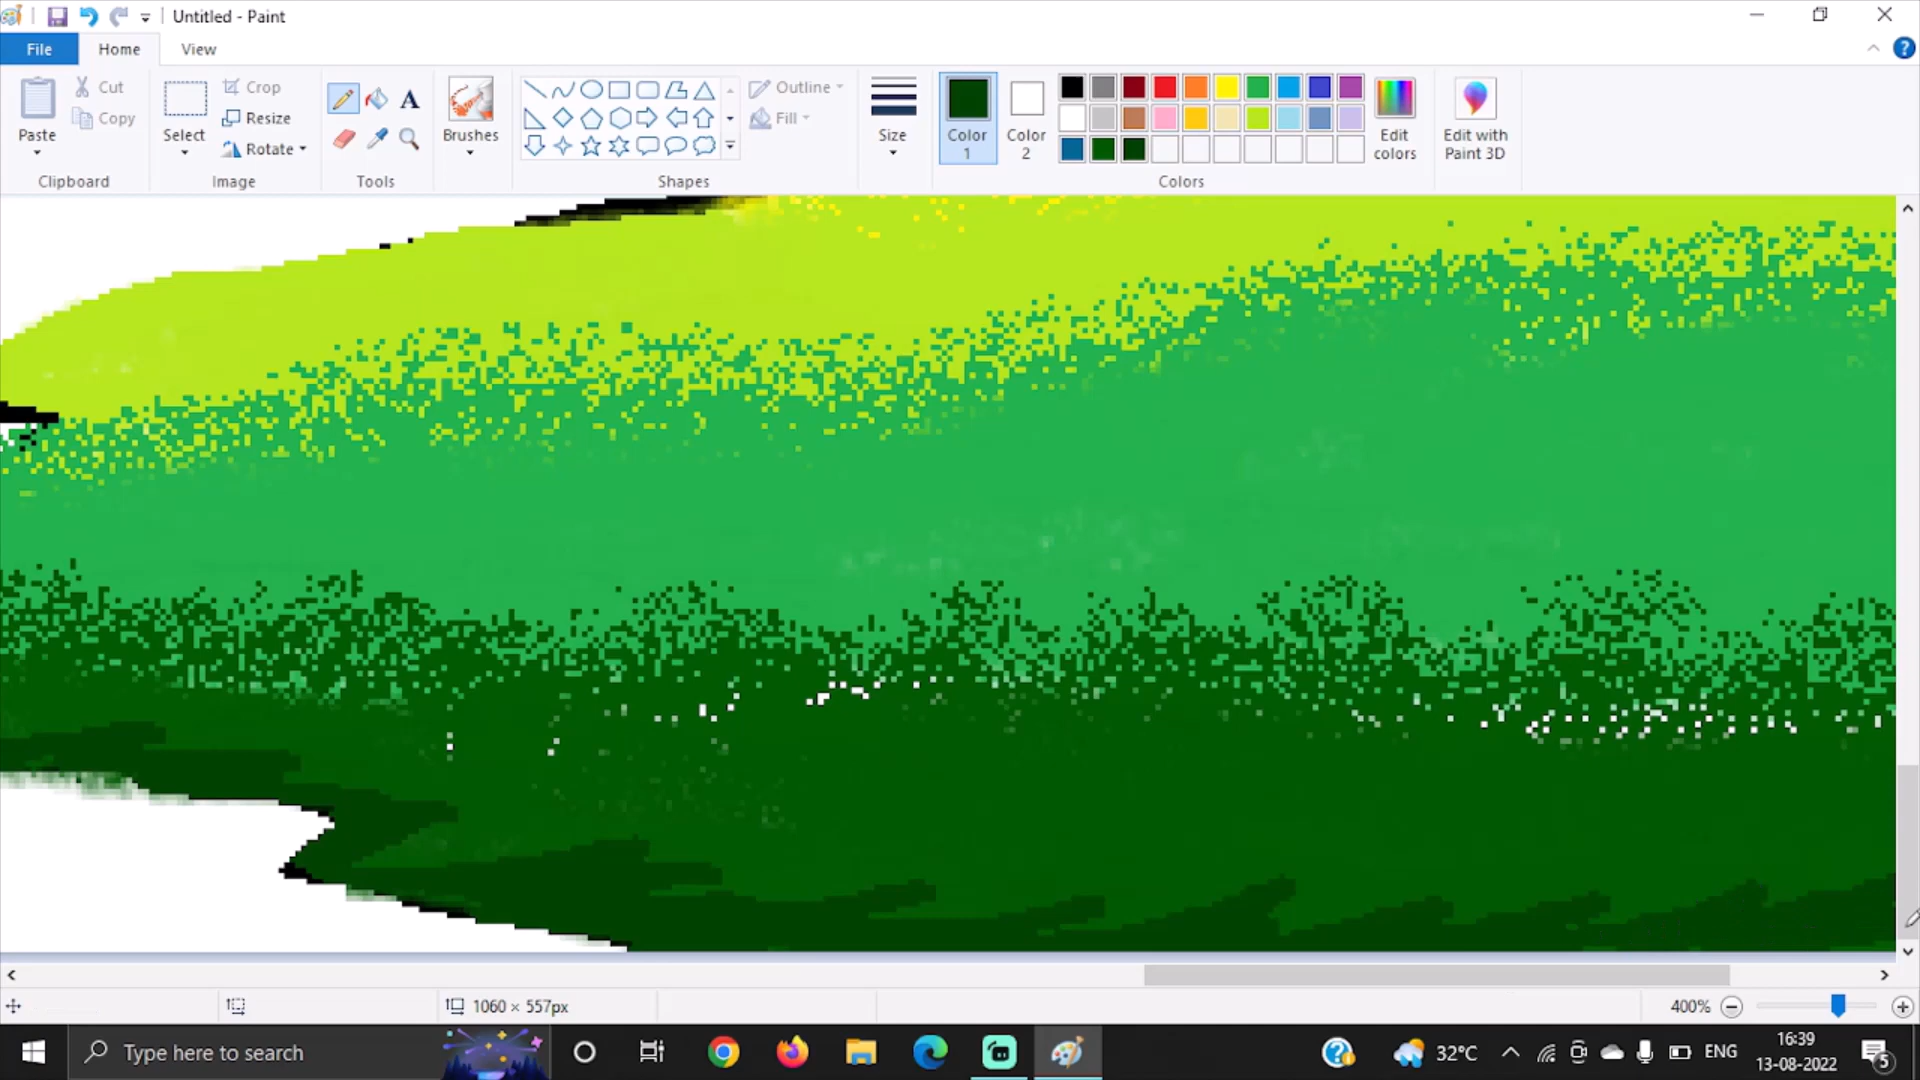 Untitled - Paint
File Home View
Paste
Cut
Copy
Clipboard
Select
Crop
Resize
Rotate
Image
A
Tools
Brushes
Shapes
Outline
Fill
Size
Color 1
Color 2
Edit colors
Colors
Edit with Paint 3D
1060 × 557px
400%
Type here to search
32°C
ENG
16:39
13-08-2022
5